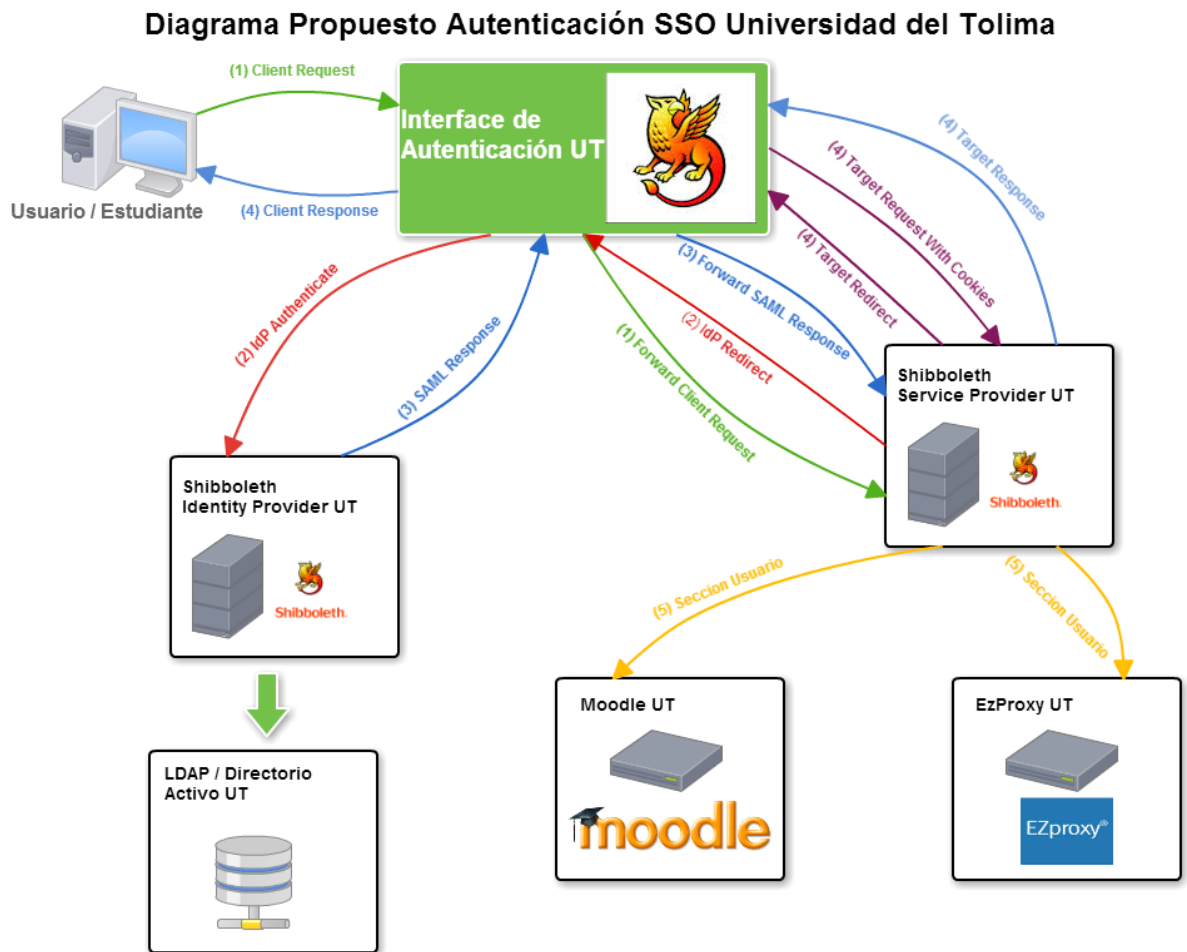 Diagrama Propuesto Autenticación SSO Universidad del Tolima
(1) Client Request
Interface de
Autenticación UT
(4) Client Response
Usuario / Estudiante
(4) Target Response
(4) Target Request With Cookies
(4) Target Redirect
(3) Forward SAML Response
(2) IdP Redirect
(1) Forward Client Request
(2) IdP Authenticate
(3) SAML Response
Shibboleth
Service Provider UT
Shibboleth.
Shibboleth
Identity Provider UT
Shibboleth.
(5) Seccion Usuario
(5) Seccion Usuario
LDAP / Directorio
Activo UT
Moodle UT
moodle
EzProxy UT
EZproxy®